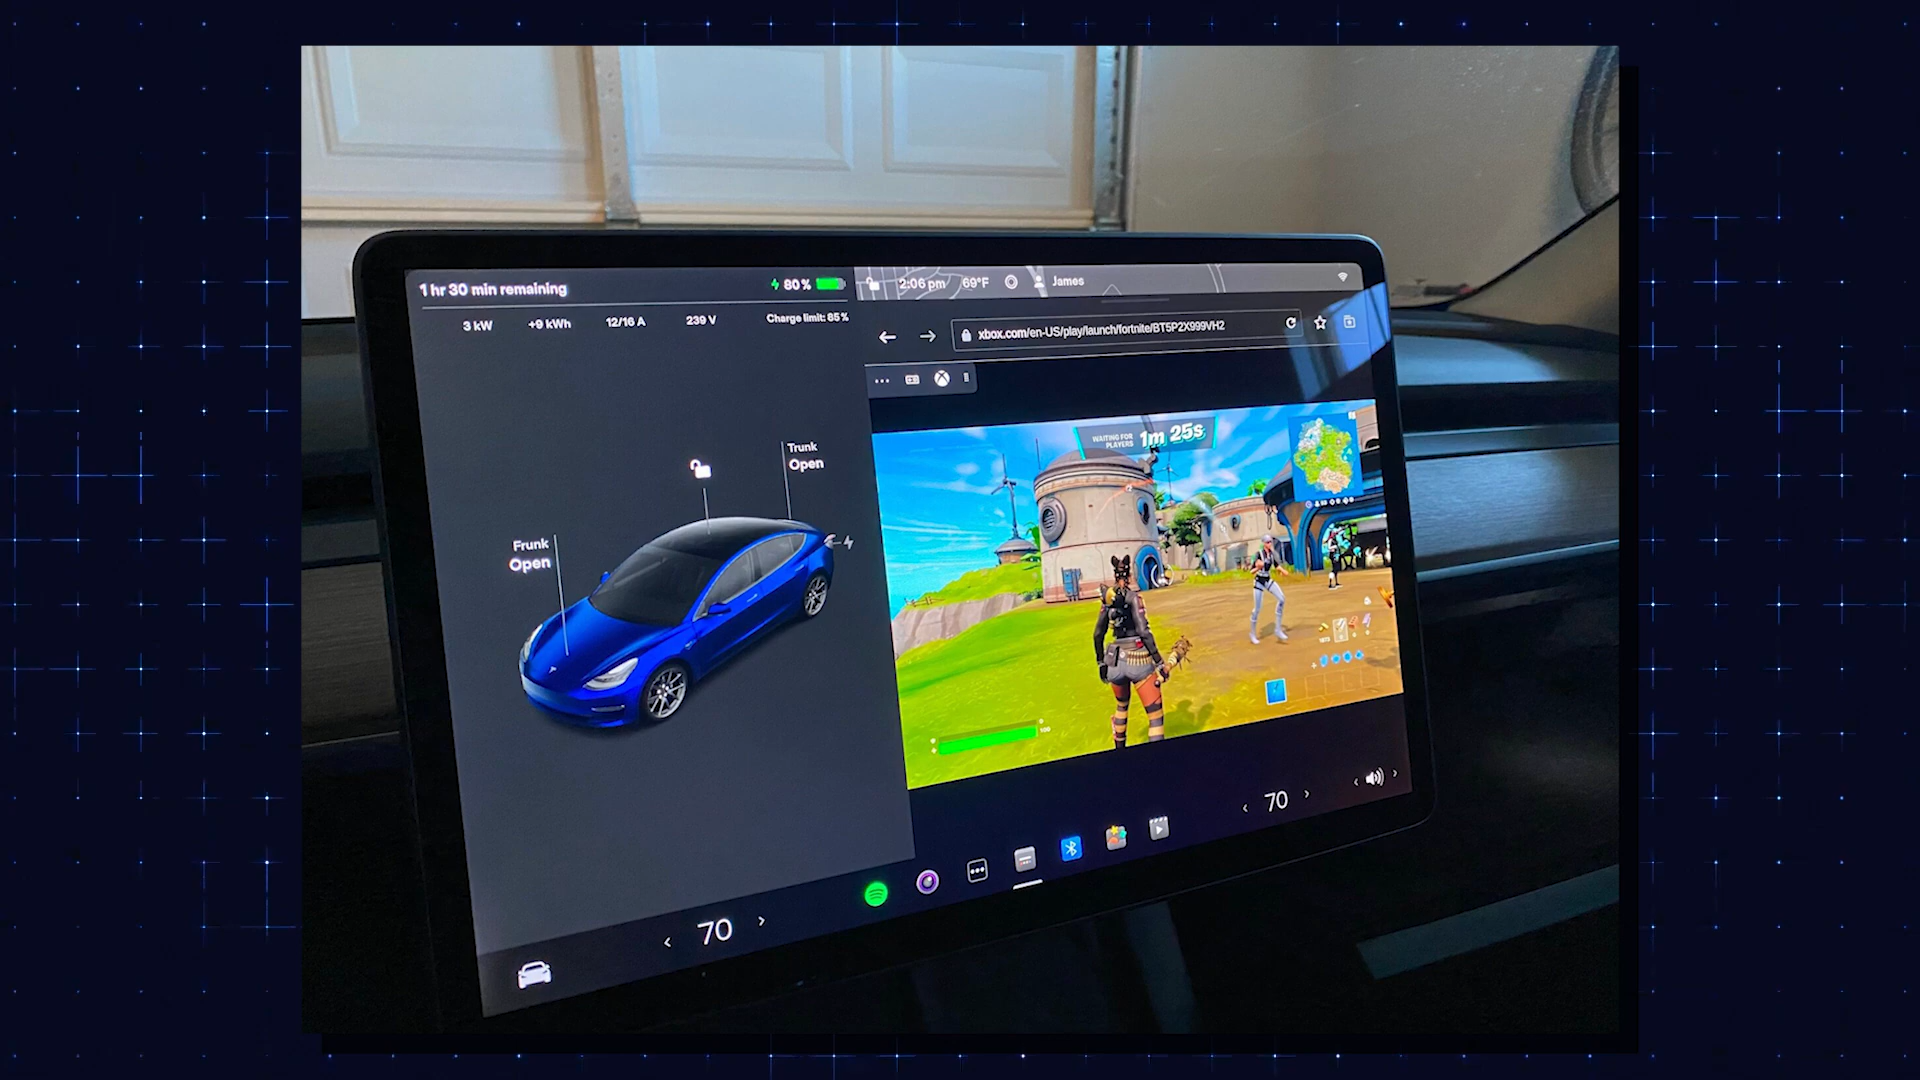 1 hr 30 min remaining
80%
3 kW
+9 kWh
12/16 A
239 V
Charge limit: 85%
Trunk
Open
Frunk
Open
70
2:06 pm
69°F
James
xbox.com/en-US/play/launch/fortnite/BT5P2X999VH2
WAITING FOR
PLAYERS
1m 25s
100
70